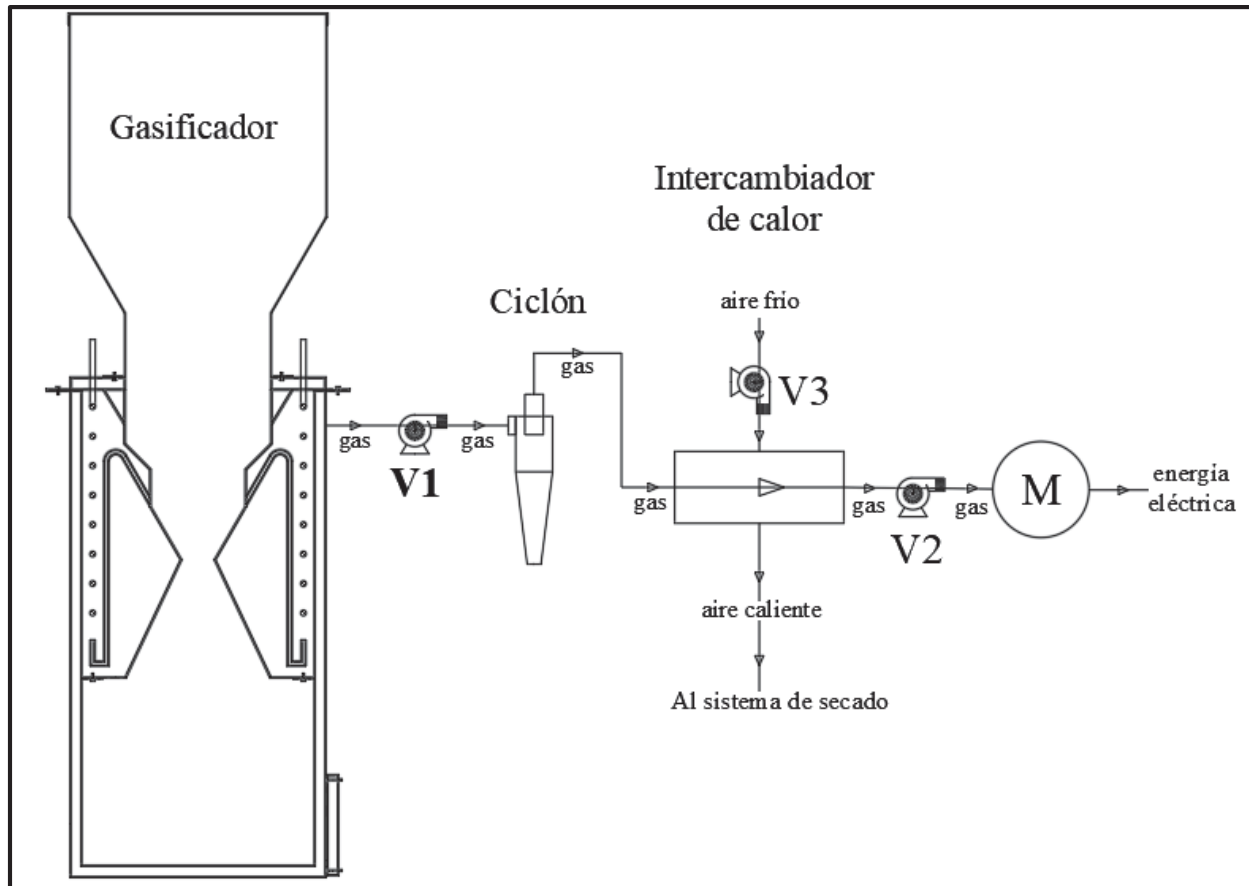 Gasificador
Intercambiador
de calor
Ciclón
aire frío
gas
V3
gas
gas
V1
gas
gas
gas
V2
gas
M
energía
eléctrica
aire caliente
Al sistema de secado